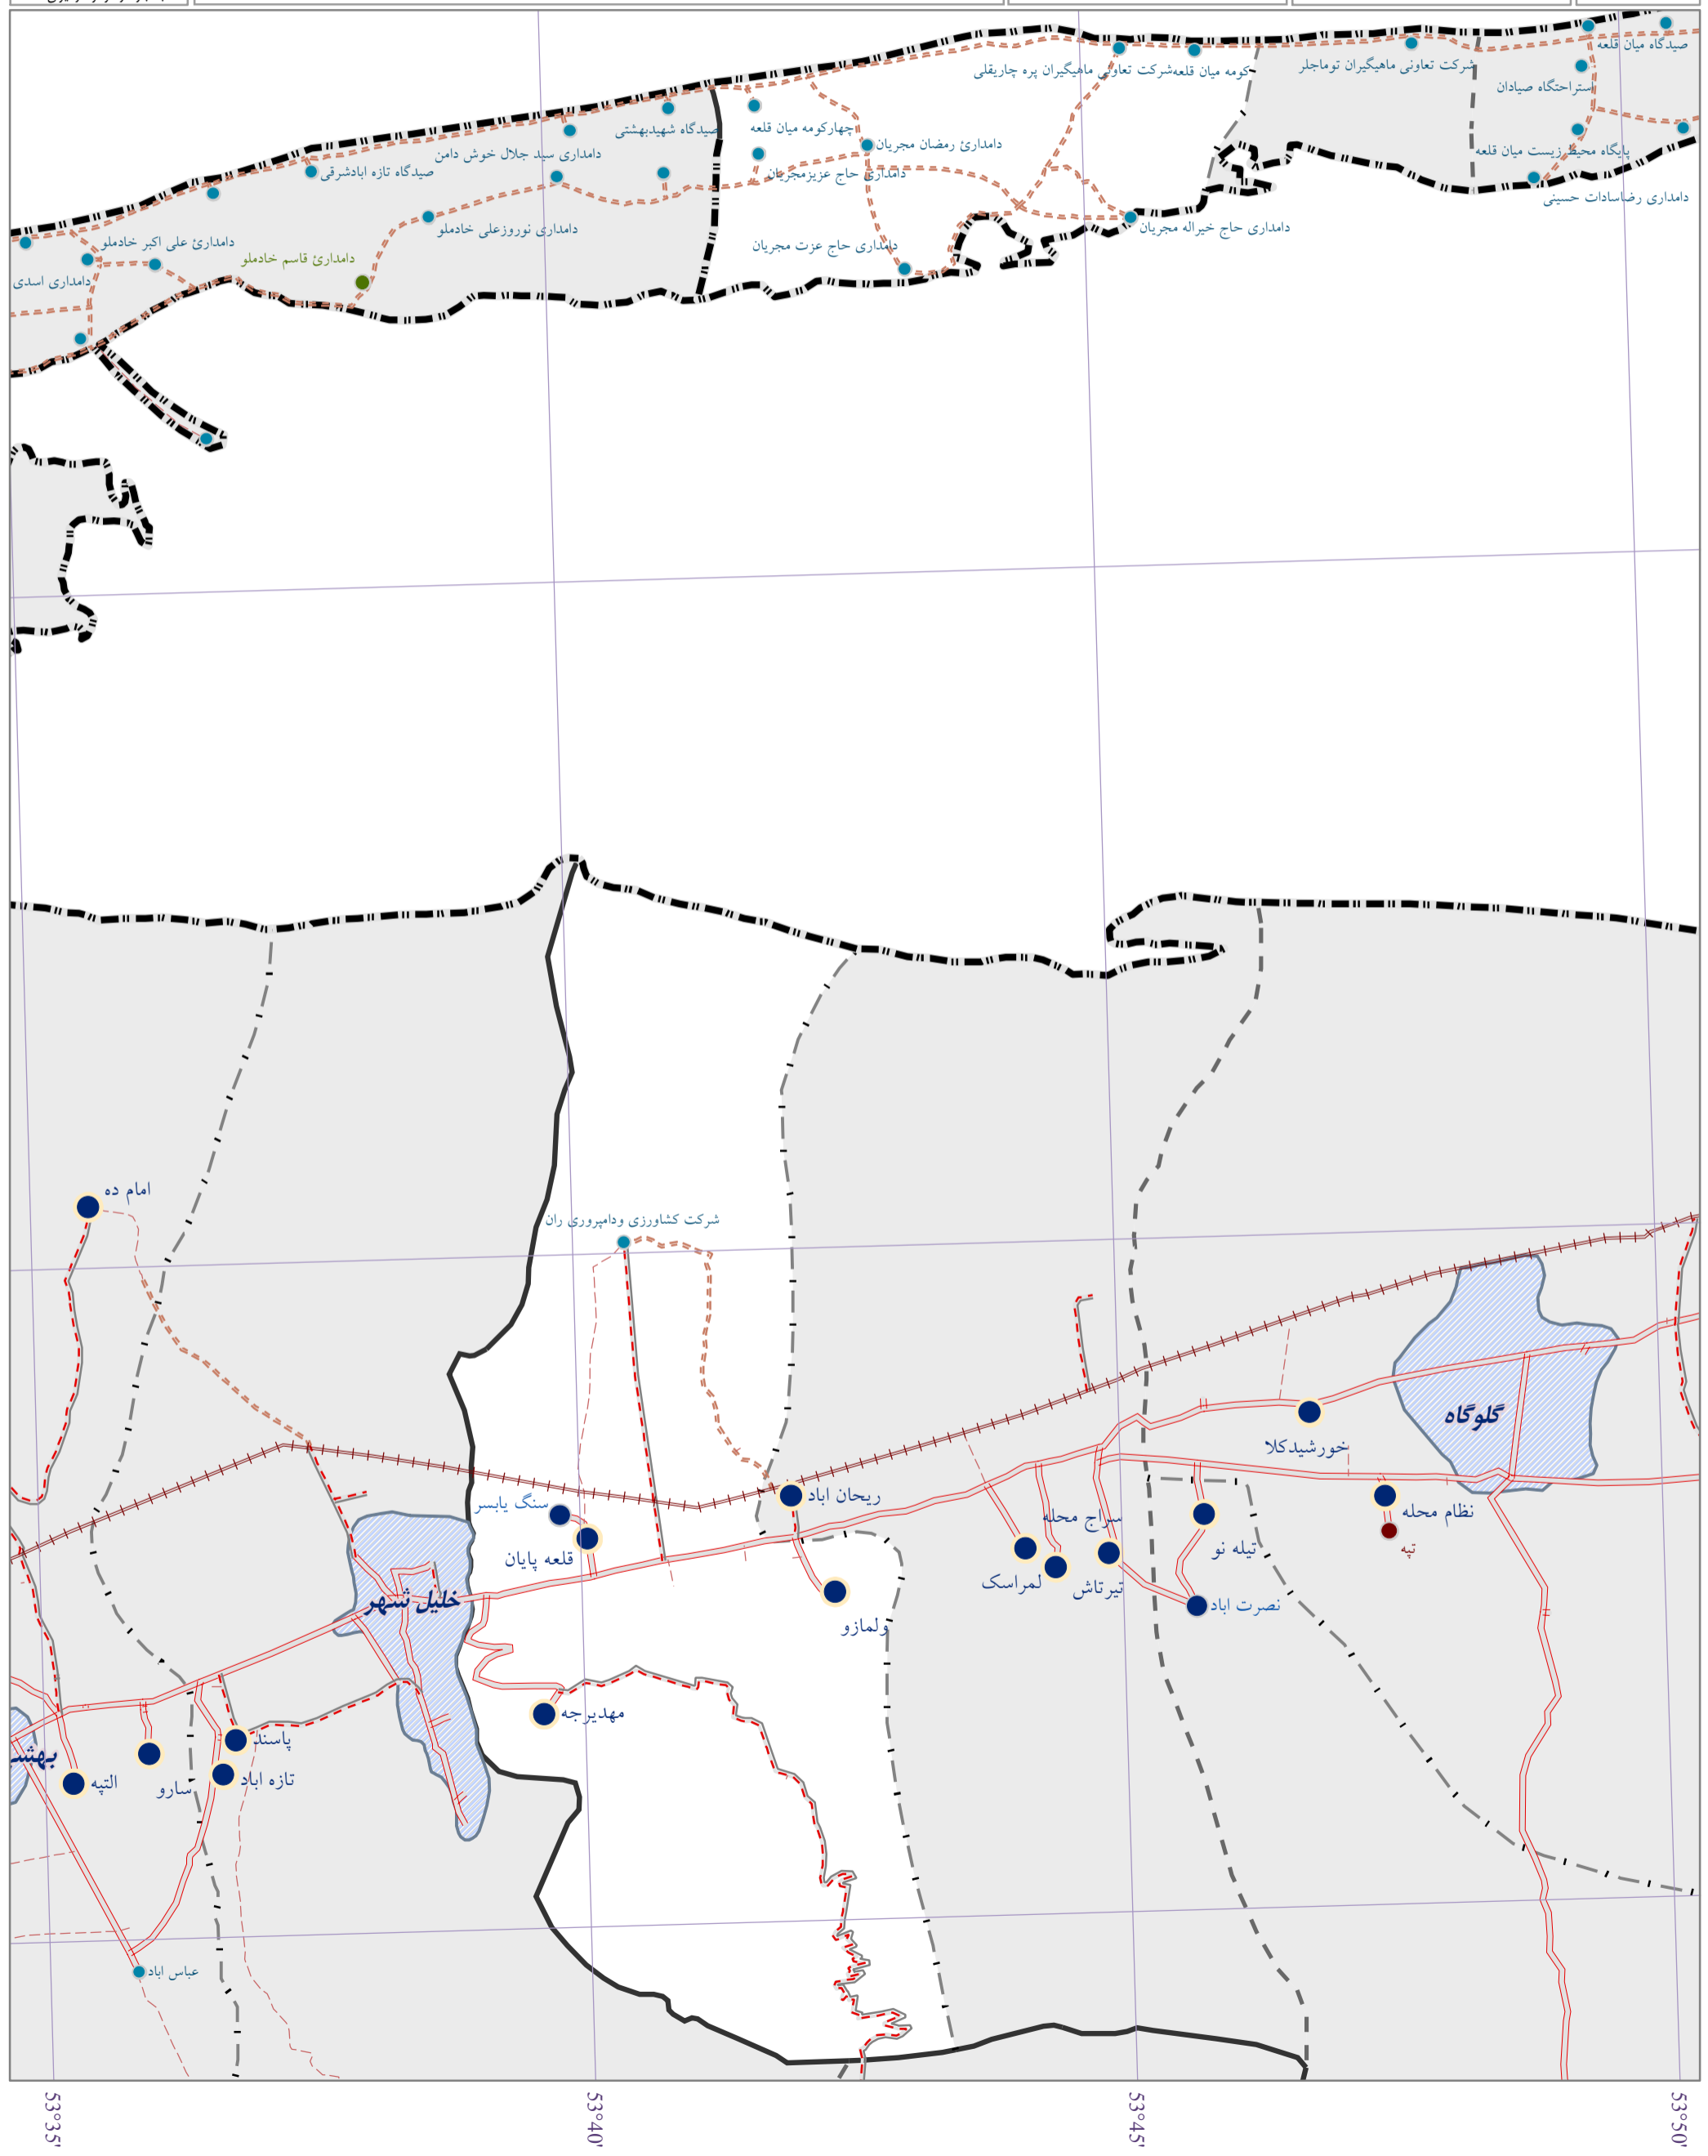 صیدگاه میان قلعه
شرکت تعاونی ماهیگیران توماجلر
کومه میان قلعه
شرکت تعاونی ماهیگیران پره چارقلی
استراحتگاه صیادان
چهارکومه میان قلعه
صیدگاه شهیدبهشتی
دامداریٔ رمضان مجریان
پایگاه محیط زیست میان قلعه
دامداری سید جلال خوش دامن
صیدگاه تازه ابادشرقی
دامداری حاج عزیزمجریان
دامداری رضاسادات حسینی
دامداری حاج خیراله مجریان
دامداری نوروزعلی خادملو
دامداریٔ علی اکبر خادملو
دامداری حاج عزت مجریان
دامداریٔ قاسم خادملو
دامداری اسدی
امام ده
شرکت کشاورزی ودامپروری ران
گلوگاه
خورشیدکلا
ریحان اباد
سنگ یابسر
نظام محله
سراج محله
تپه
تیله نو
قلعه پایان
لمراسک
تیرتاش
خلیل شهر
نصرت اباد
ولمازو
مهدیرجه
پاسند
تازه اباد
سارو
التپه
عباس اباد
53°35'
53°40'
53°45'
53°50'